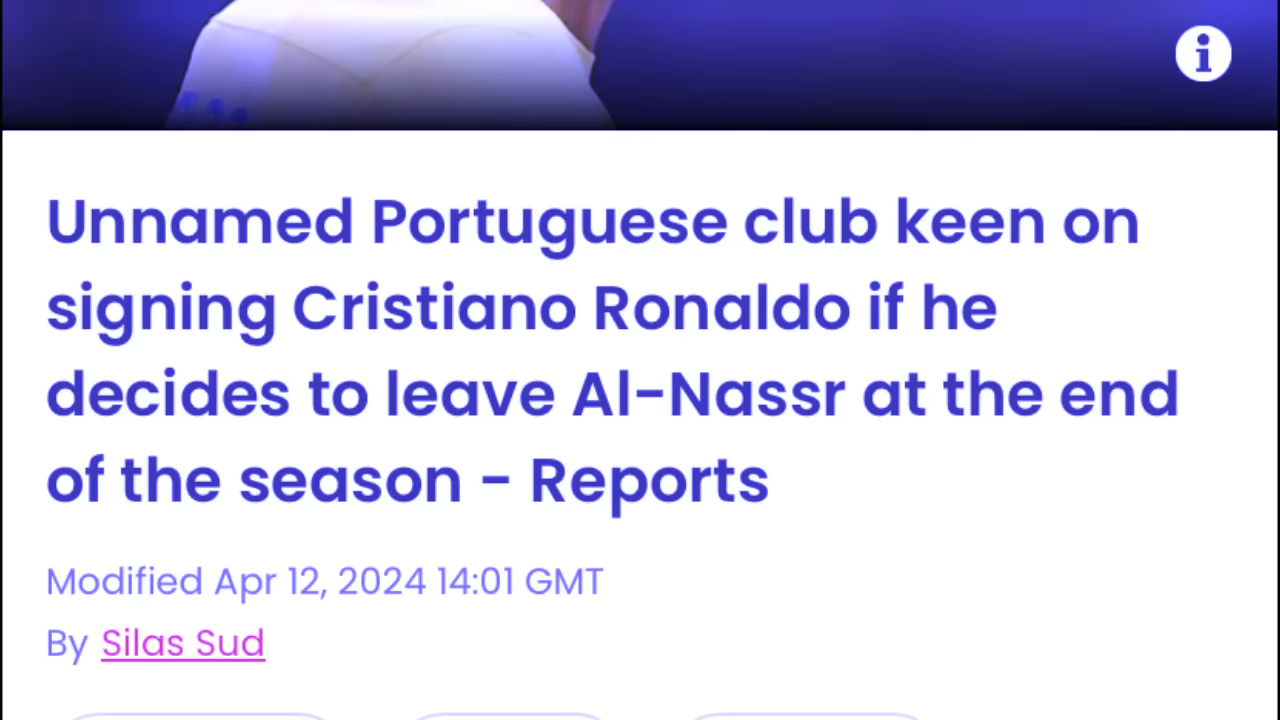 Unnamed Portuguese club keen on
signing Cristiano Ronaldo if he
decides to leave Al-Nassr at the end
of the season - Reports
Modified Apr 12, 2024 14:01 GMT
By Silas Sud